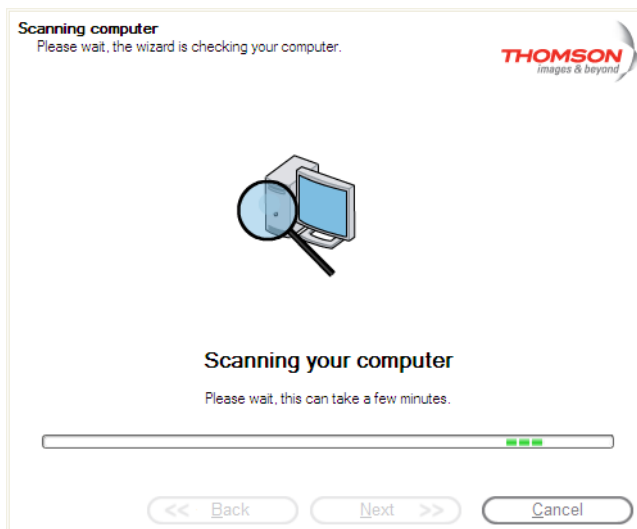 Scanning computer
Please wait, the wizard is checking your computer.
THOMSON
images & beyond
Scanning your computer
Please wait, this can take a few minutes.
<< Back
Next >>
Cancel